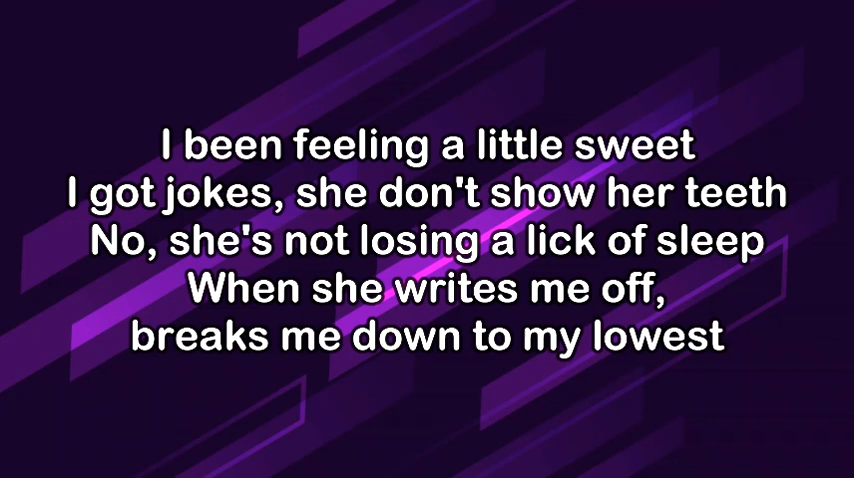 I been feeling a little sweet
I got jokes, she don't show her teeth
No, she's not losing a lick of sleep
When she writes me off,
breaks me down to my lowest